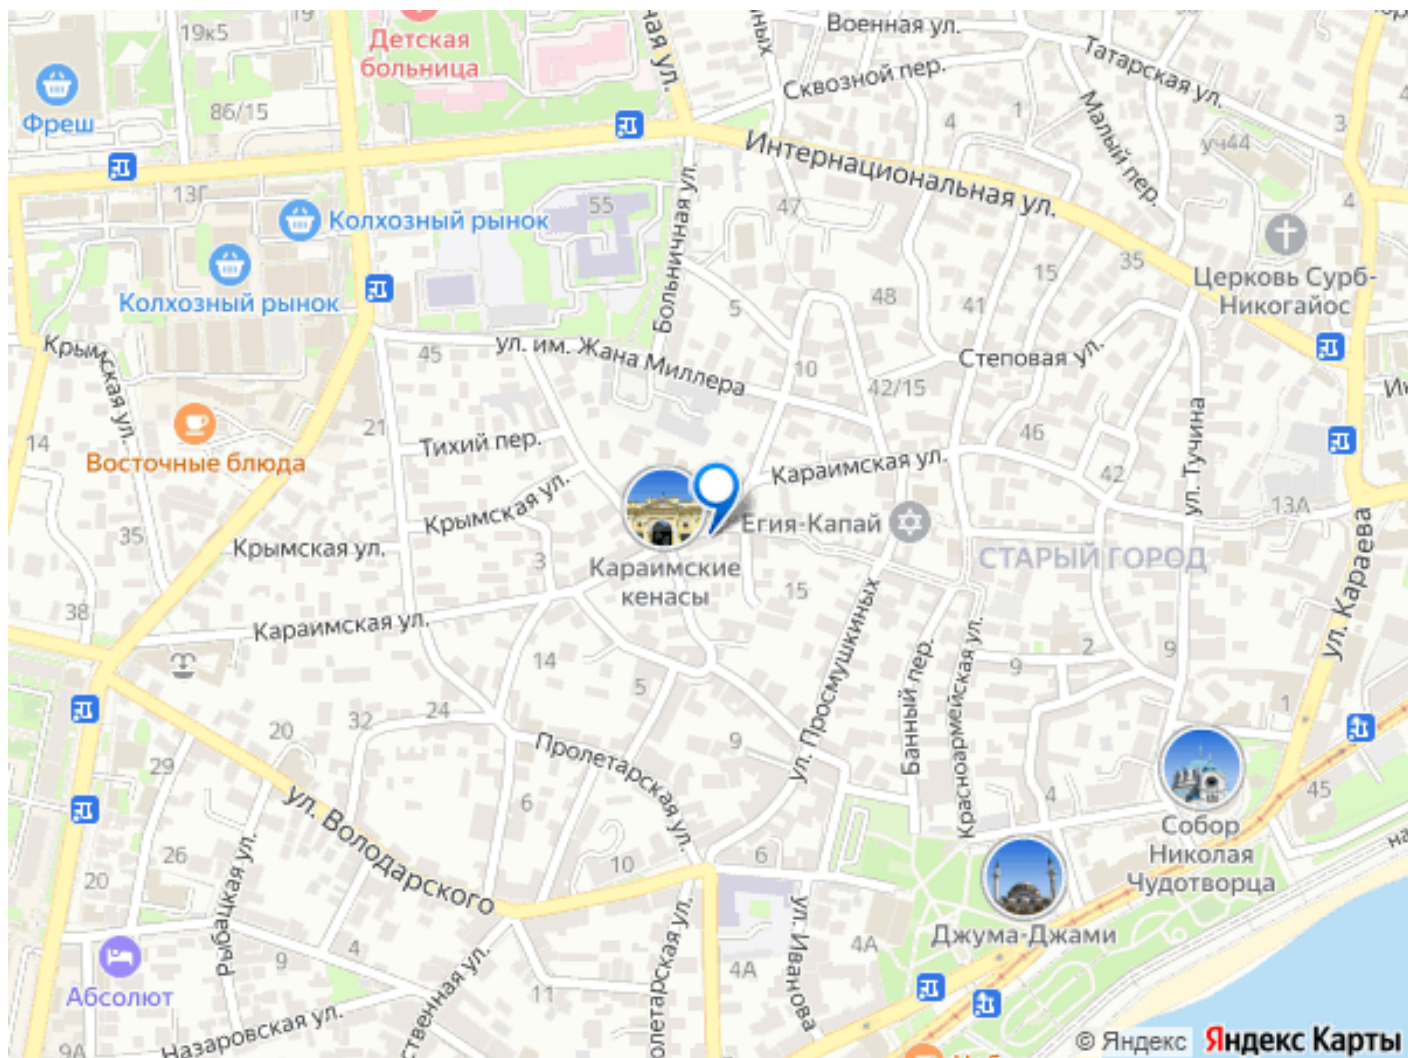 19к5
Детская
больница
Военная ул.
Татарская ул.
Сквозной пер.
Фреш
86/15
4
1
Малый пер.
3
уч44
13Г
55
Интернациональная ул.
47
4
Колхозный рынок
Больничная ул.
Колхозный рынок
15
35
Церковь Сурб-
Никогайос
48
5
41
Крымская ул.
45
ул. им. Жана Миллера
Степовая ул.
10
42/15
14
21
Тихий пер.
46
ул. Тучина
Восточные блюда
Караимская ул.
42
Крымская ул.
13А
35
Крымская ул.
Егия-Капай
СТАРЫЙ ГОРОД
ул. Караева
3
Караимские
кенасы
15
38
Караимская ул.
ул. Просмушкиных
Банный пер.
Красноармейская ул.
2
9
9
14
5
1
20
32
24
9
Пролетарская ул.
29
ул. Володарского
6
4
45
Собор
Николая
Чудотворца
26
10
6
20
Рыбацкая ул.
Джума-Джами
4
9
4А
4А
ул. Иванова
Абсолют
11
Назаровская ул.
9А
© Яндекс Яндекс Карты